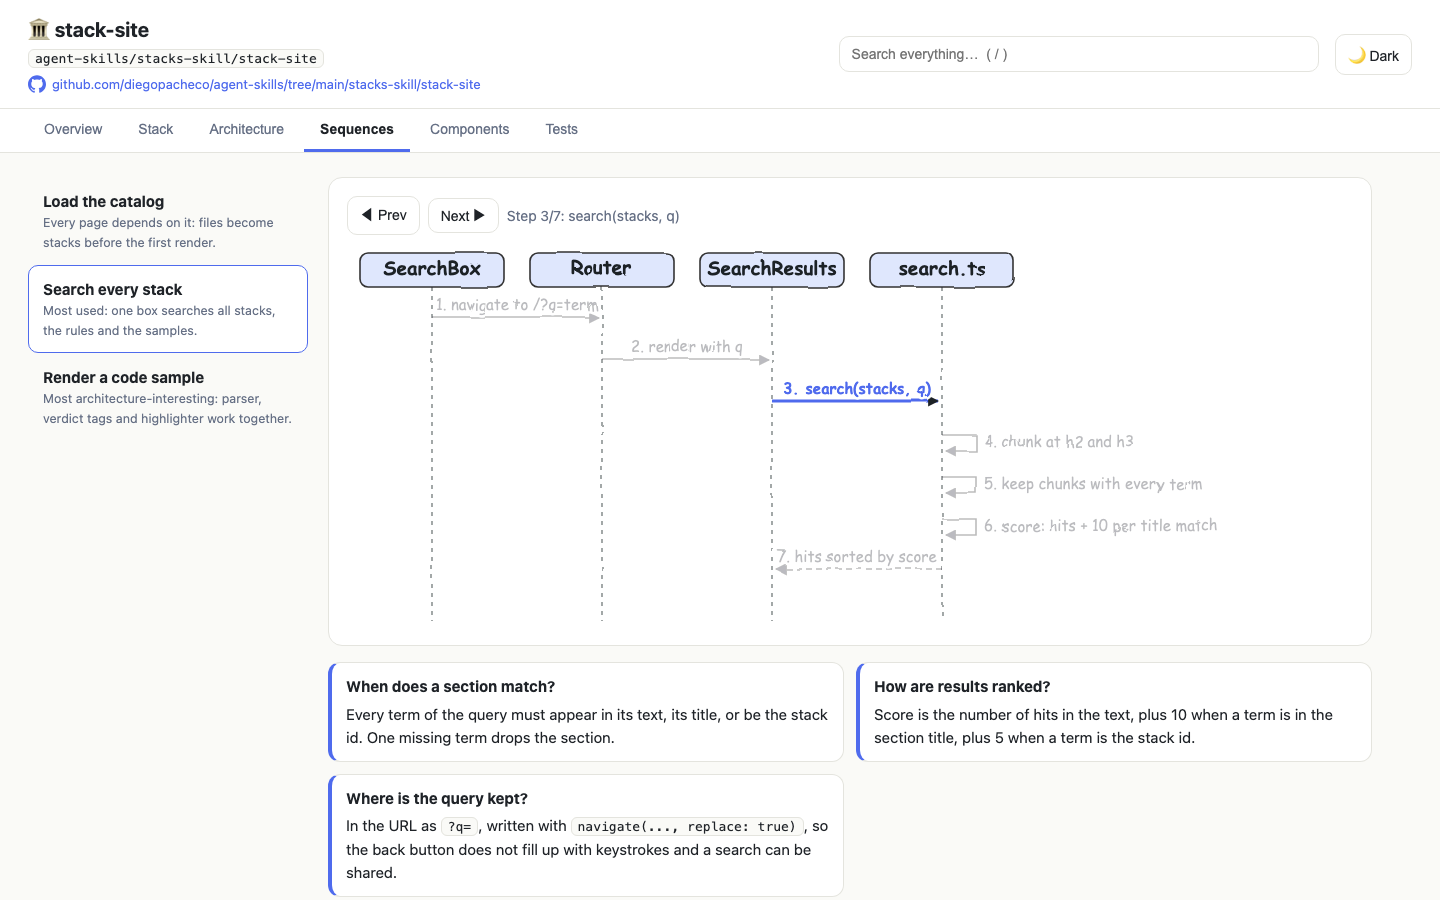 🏛️ stack-site
agent-skills/stacks-skill/stack-site
github.com/diegopacheco/agent-skills/tree/main/stacks-skill/stack-site
Search everything… ( / )
🌙 Dark
Overview
Stack
Architecture
Sequences
Components
Tests
Load the catalog
Every page depends on it: files become
stacks before the first render.
Search every stack
Most used: one box searches all stacks,
the rules and the samples.
Render a code sample
Most architecture-interesting: parser,
verdict tags and highlighter work together.
◀ Prev
Next ▶
Step 3/7: search(stacks, q)
SearchBox
Router
SearchResults
search.ts
1. navigate to /?q=term
2. render with q
3. search(stacks, q)
4. chunk at h2 and h3
5. keep chunks with every term
6. score: hits + 10 per title match
7. hits sorted by score
When does a section match?
Every term of the query must appear in its text, its title, or be the stack
id. One missing term drops the section.
How are results ranked?
Score is the number of hits in the text, plus 10 when a term is in the
section title, plus 5 when a term is the stack id.
Where is the query kept?
In the URL as ?q=, written with navigate(..., replace: true), so
the back button does not fill up with keystrokes and a search can be
shared.